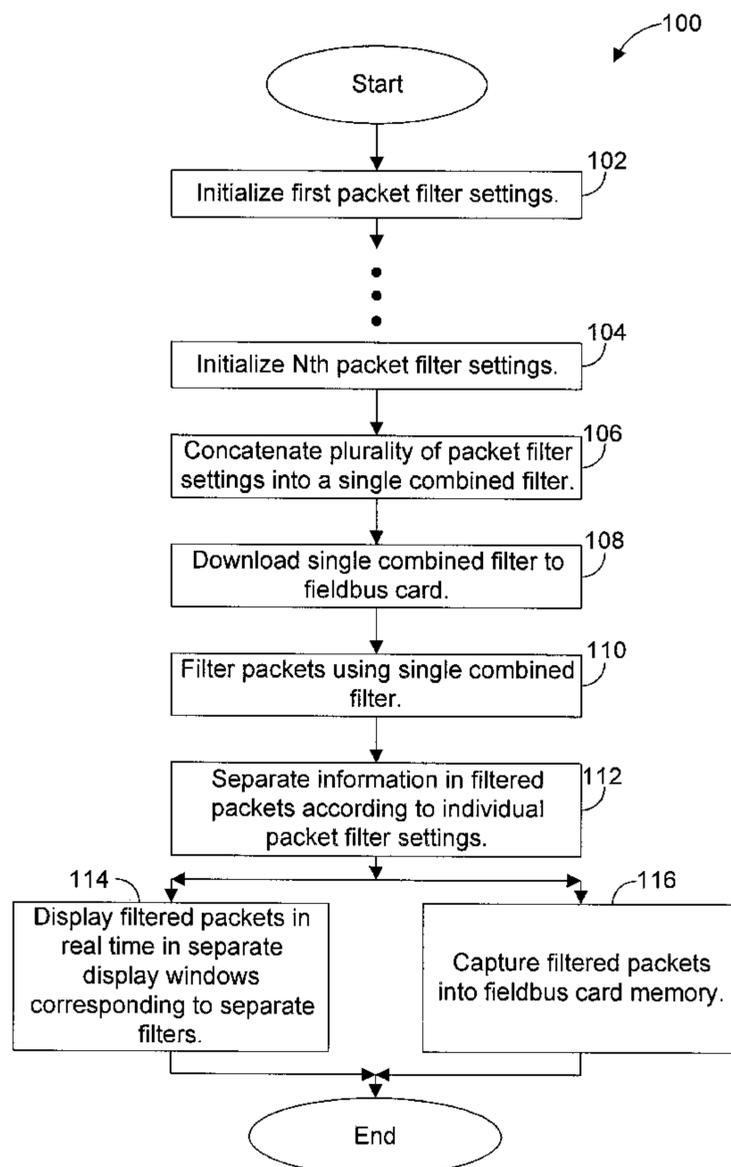 100
Start
102
Initialize first packet filter settings.
104
Initialize Nth packet filter settings.
106
Concatenate plurality of packet filter
settings into a single combined filter.
108
Download single combined filter to
fieldbus card.
110
Filter packets using single combined
filter.
112
Separate information in filtered
packets according to individual
packet filter settings.
114
Display filtered packets in
real time in separate
display windows
corresponding to separate
filters.
116
Capture filtered packets
into fieldbus card memory.
End